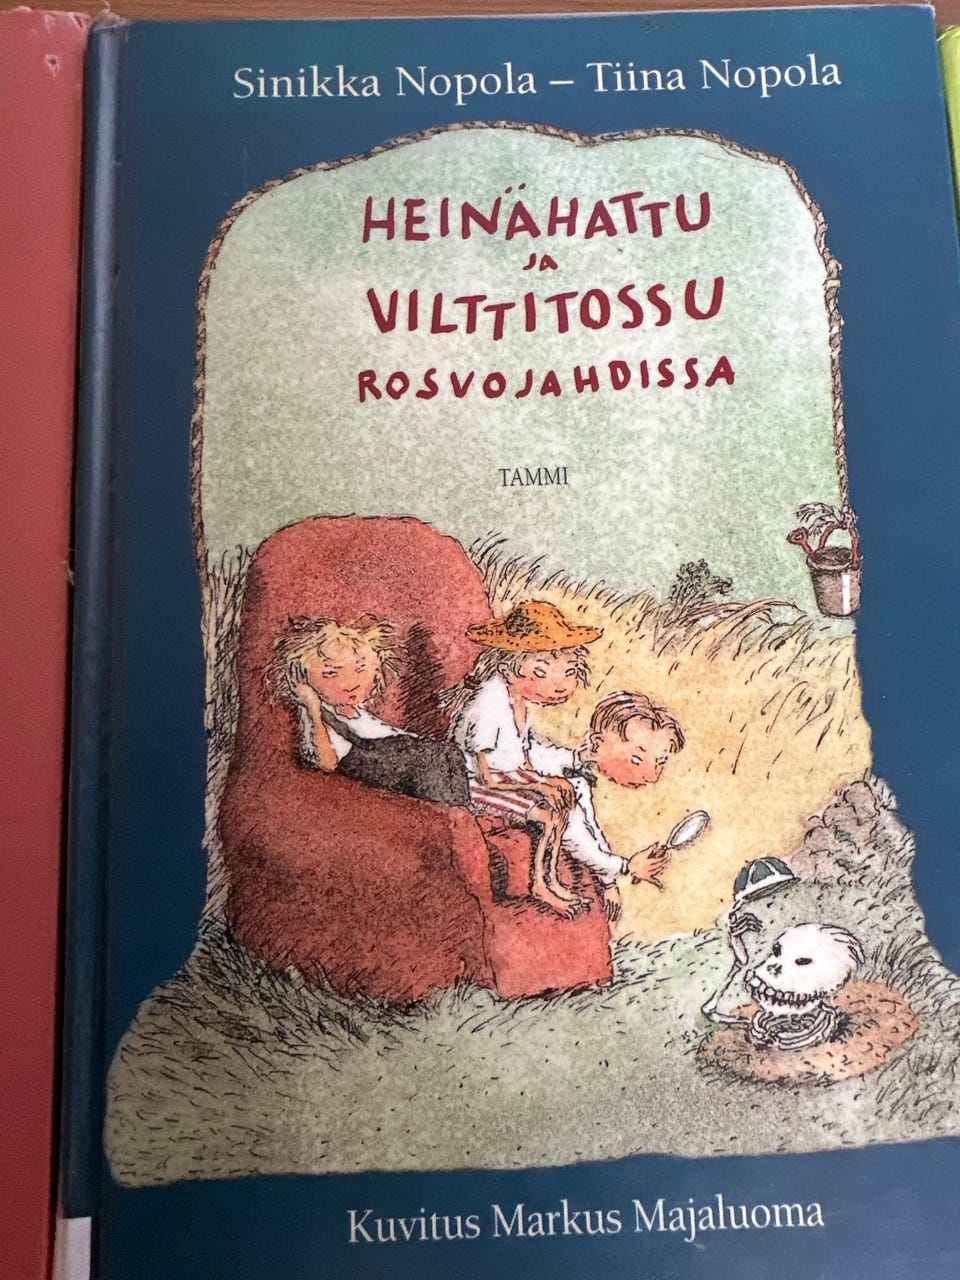 Sinikka Nopola – Tiina Nopola
HEINÄHATTU
JA
VILTTITOSSU
ROSVOJAHDISSA
TAMMI
Kuvitus Markus Majaluoma